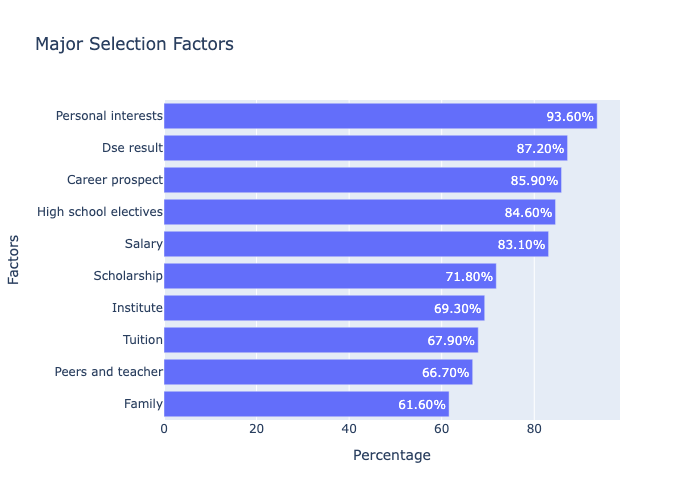 Major Selection Factors
Factors
Personal interests 93.60%
Dse result 87.20%
Career prospect 85.90%
High school electives 84.60%
Salary 83.10%
Scholarship 71.80%
Institute 69.30%
Tuition 67.90%
Peers and teacher 66.70%
Family 61.60%
0 20 40 60 80
Percentage